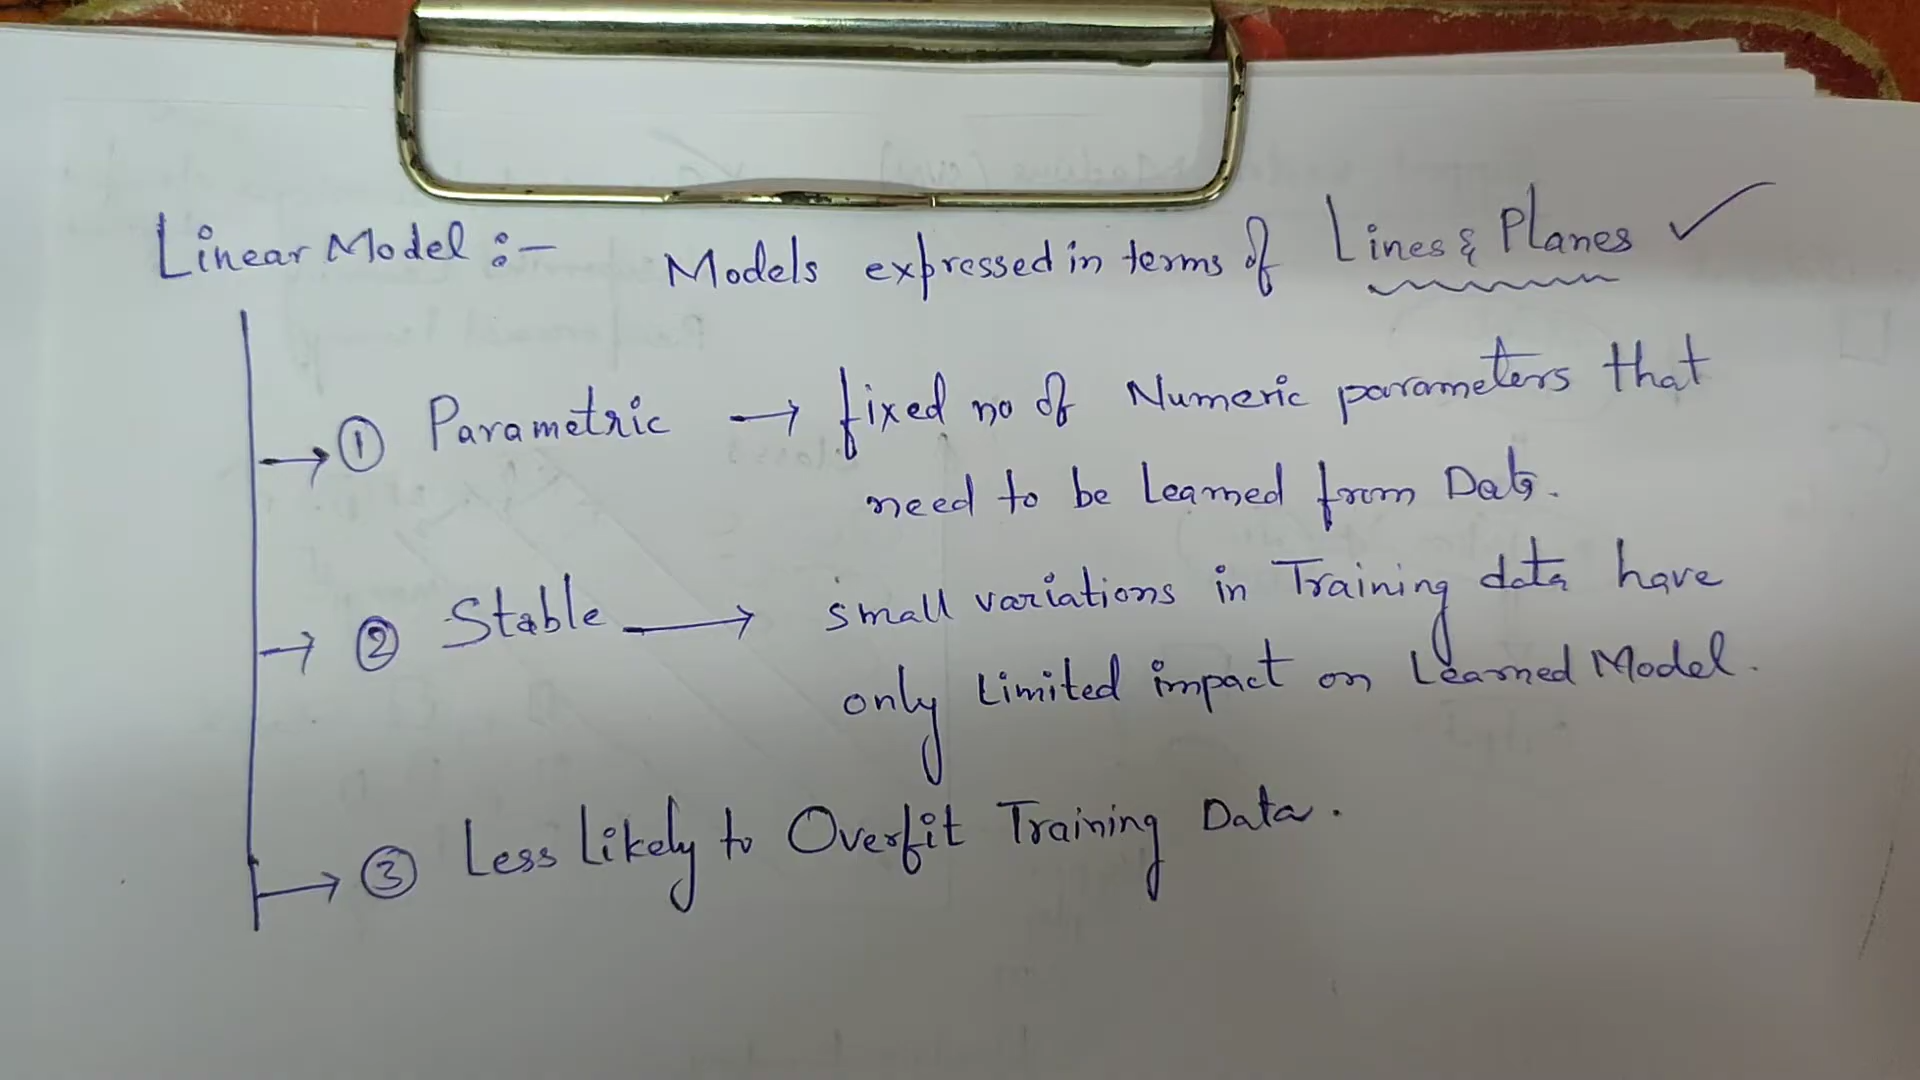 Linear Model :- Models expressed in terms of Lines & Planes ✓
→ ① Parametric → fixed no of Numeric parameters that
need to be Learned from Data.
→ ② Stable → small variations in Training data have
only Limited impact on Learned Model.
→ ③ Less Likely to Overfit Training Data.